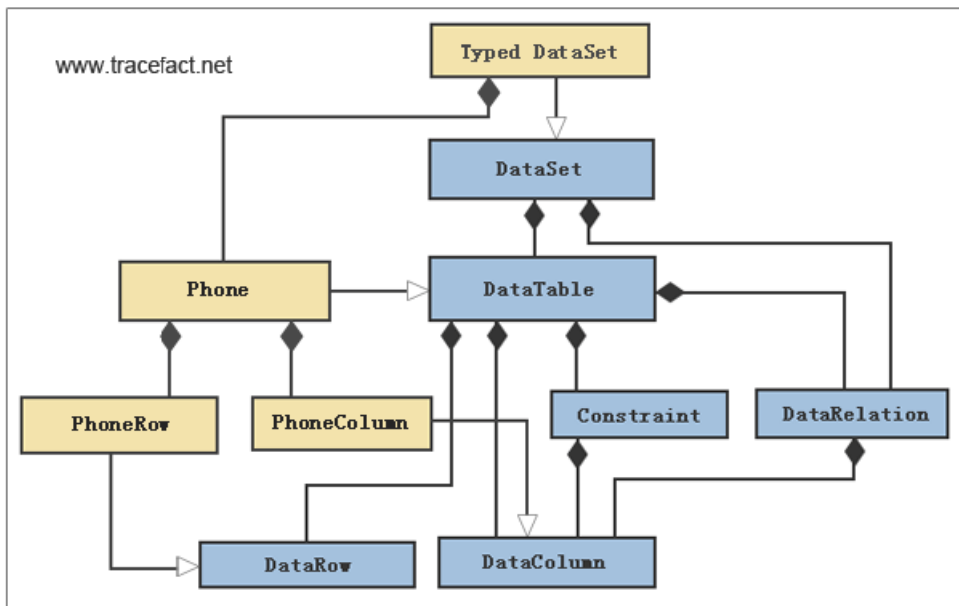 Typed DataSet
www.tracefact.net
DataSet
Phone
DataTable
PhoneRow
PhoneColumn
Constraint
DataRelation
DataRow
DataColumn